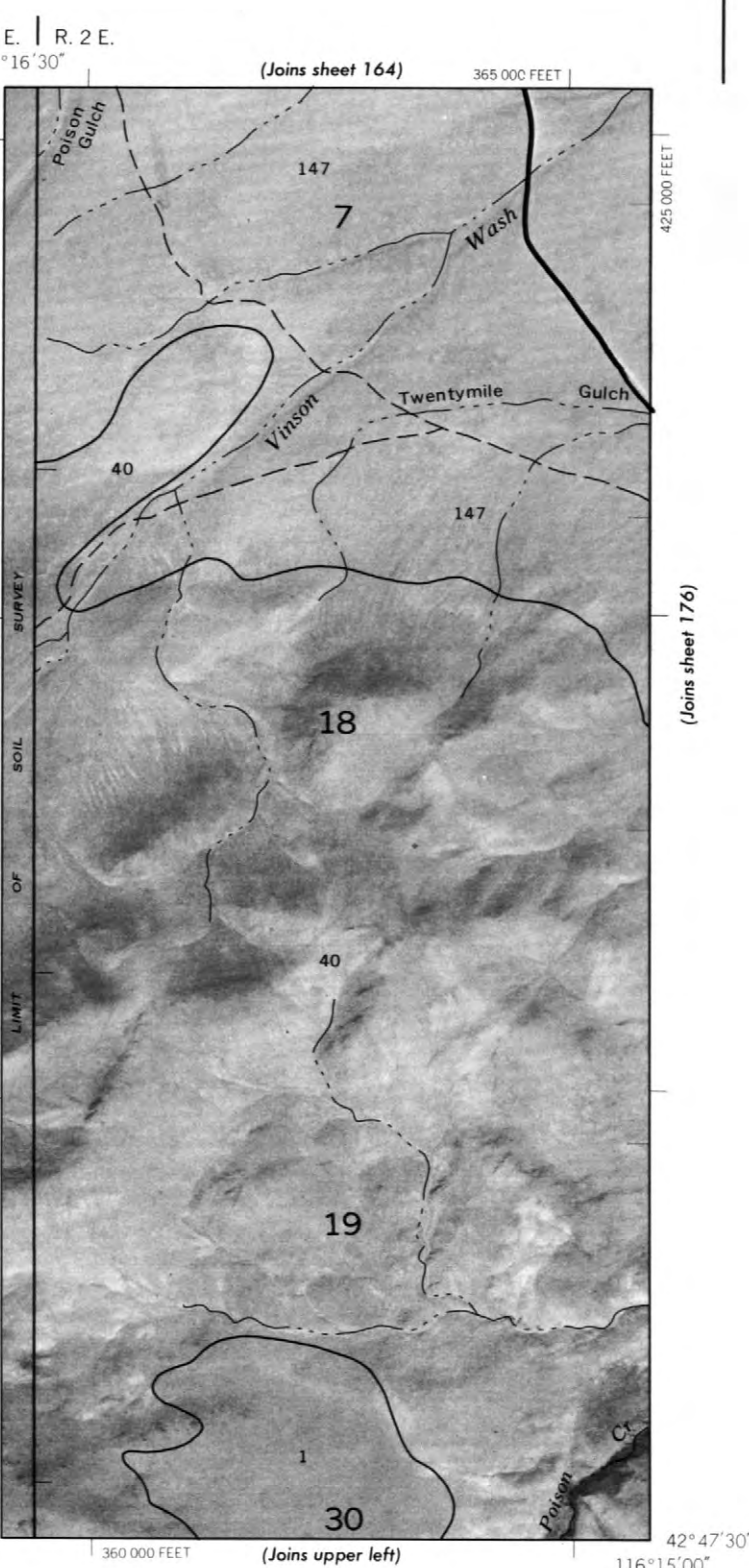 E. | R. 2 E.
°16'30"
(Joins sheet 164)
365 000 FEET
Poison
Gulch
147
7
Wash
425 000 FEET
Twentymile Gulch
Vinson
40
147
LIMIT OF SOIL SURVEY
(Joins sheet 176)
18
40
19
1
Poison Cr
30
42°47'30"
360 000 FEET
(Joins upper left)
116°15'00"